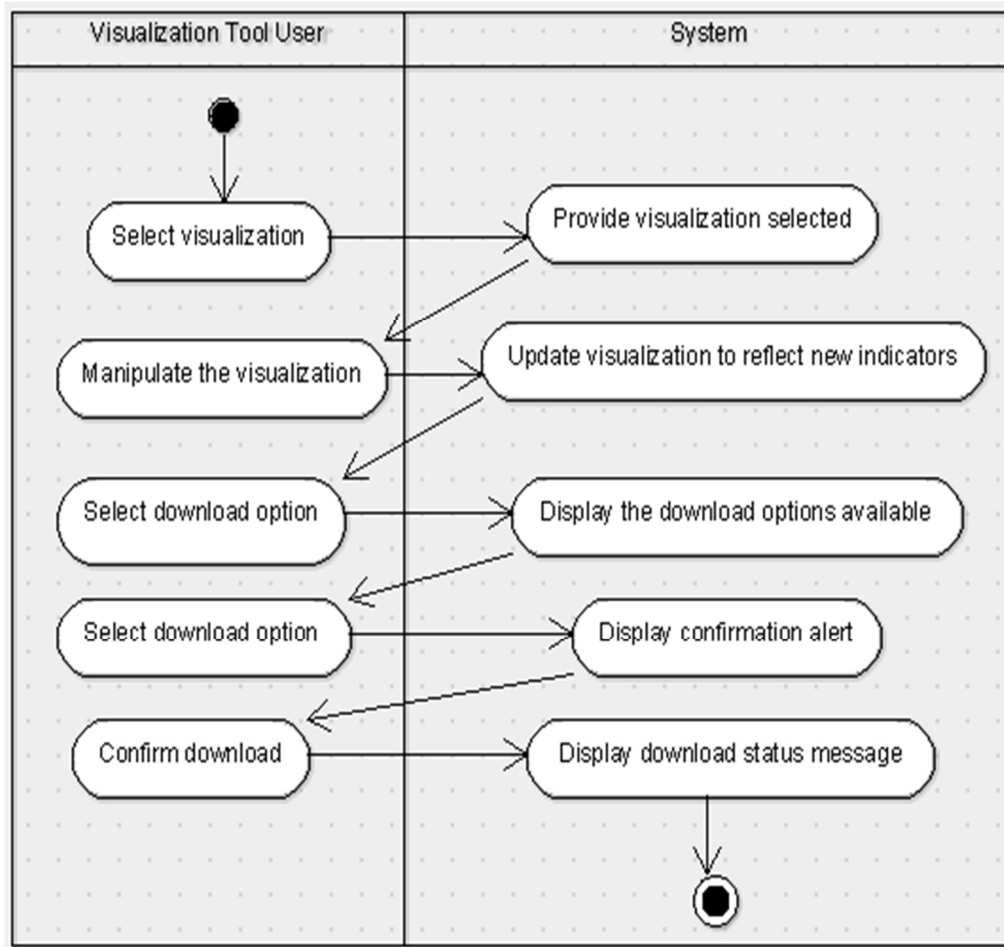 Visualization Tool User
System
Select visualization
Provide visualization selected
Manipulate the visualization
Update visualization to reflect new indicators
Select download option
Display the download options available
Select download option
Display confirmation alert
Confirm download
Display download status message